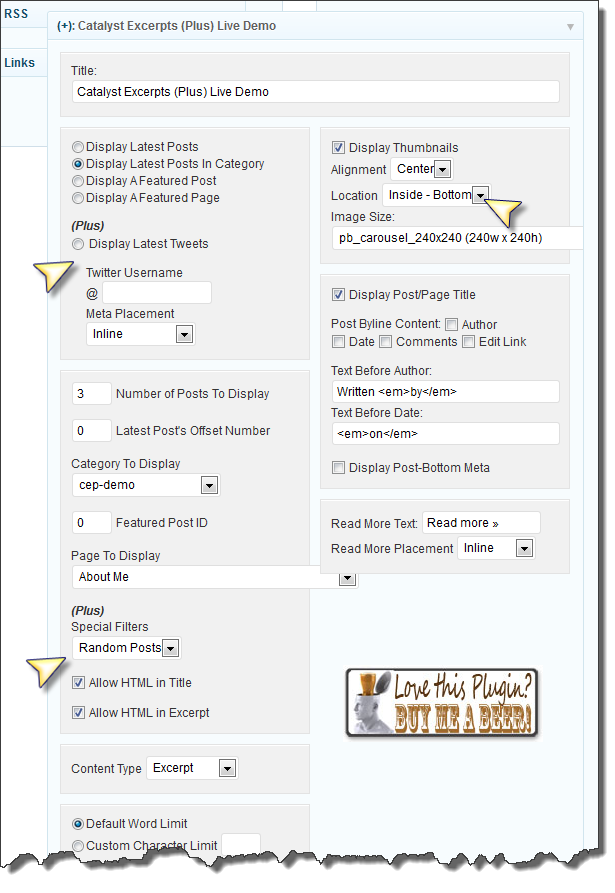 RSS
Links
(+): Catalyst Excerpts (Plus) Live Demo
Title:
Catalyst Excerpts (Plus) Live Demo
Display Latest Posts
Display Latest Posts In Category
Display A Featured Post
Display A Featured Page
(Plus)
Display Latest Tweets
Twitter Username
@
Meta Placement
Inline
3 Number of Posts To Display
0 Latest Post's Offset Number
Category To Display
cep-demo
0 Featured Post ID
Page To Display
About Me
(Plus)
Special Filters
Random Posts
Allow HTML in Title
Allow HTML in Excerpt
Content Type Excerpt
Default Word Limit
Custom Character Limit
Display Thumbnails
Alignment Center
Location Inside - Bottom
Image Size:
pb_carousel_240x240 (240w x 240h)
Display Post/Page Title
Post Byline Content: Author
Date Comments Edit Link
Text Before Author:
Written <em>by</em>
Text Before Date:
<em>on</em>
Display Post-Bottom Meta
Read More Text: Read more »
Read More Placement Inline
Love this Plugin?
BUY ME A BEER!